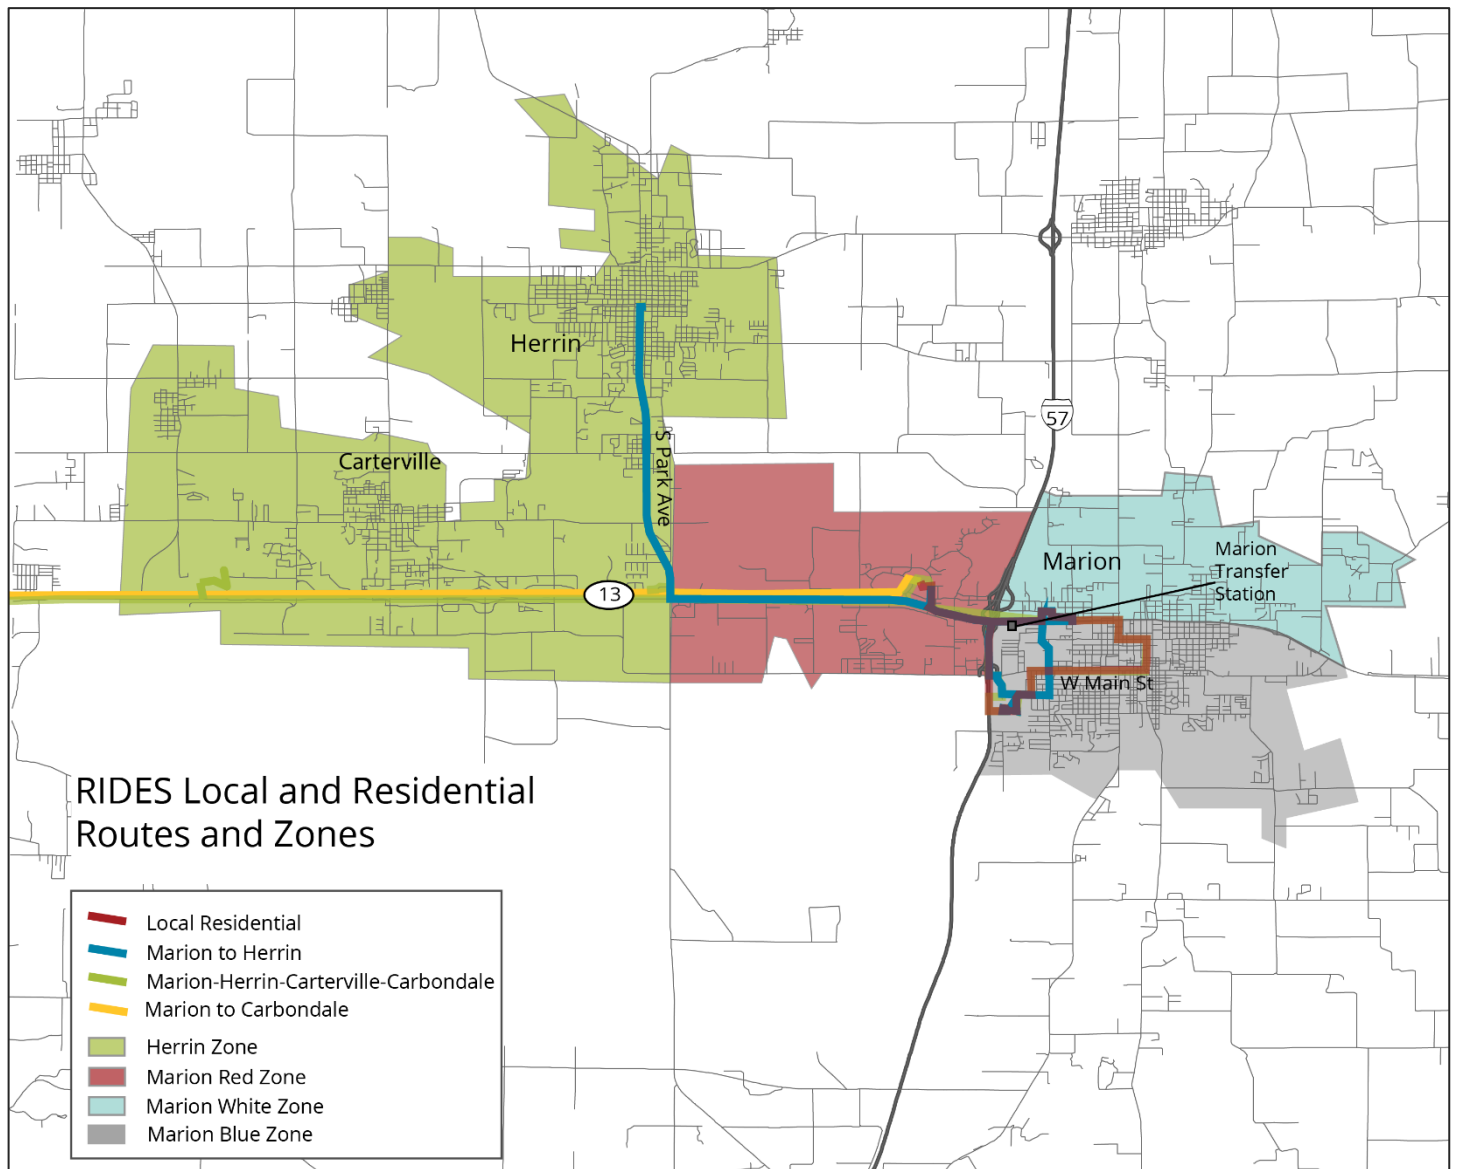 Herrin
57
Carterville
S Park Ave
Marion
Marion
Transfer
Station
13
W Main St
RIDES Local and Residential
Routes and Zones
Local Residential
Marion to Herrin
Marion-Herrin-Carterville-Carbondale
Marion to Carbondale
Herrin Zone
Marion Red Zone
Marion White Zone
Marion Blue Zone